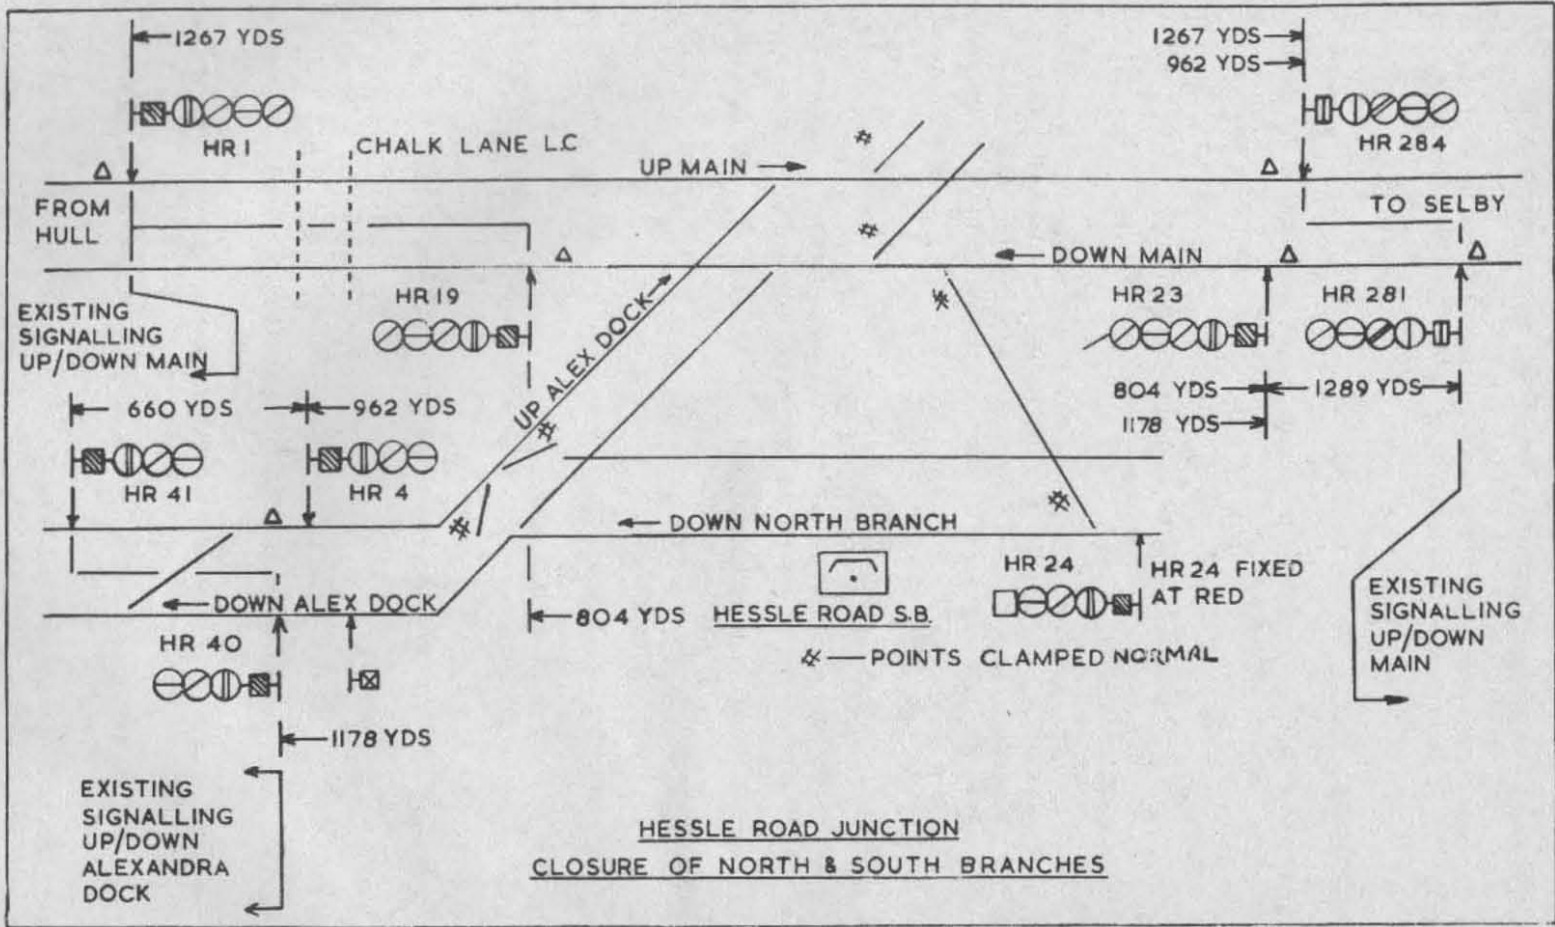 1267 YDS
1267 YDS
962 YDS
HR 1
CHALK LANE L.C
HR 284
UP MAIN
FROM
HULL
TO SELBY
DOWN MAIN
EXISTING
SIGNALLING
UP/DOWN MAIN
HR 19
UP ALEX DOCK
HR 23
HR 281
660 YDS
962 YDS
804 YDS
1289 YDS
1178 YDS
HR 41
HR 4
DOWN NORTH BRANCH
HR 24
HR 24 FIXED
AT RED
DOWN ALEX DOCK
804 YDS
HESSLE ROAD S.B.
EXISTING
SIGNALLING
UP/DOWN
MAIN
HR 40
POINTS CLAMPED NORMAL
1178 YDS
EXISTING
SIGNALLING
UP/DOWN
ALEXANDRA
DOCK
HESSLE ROAD JUNCTION
CLOSURE OF NORTH & SOUTH BRANCHES